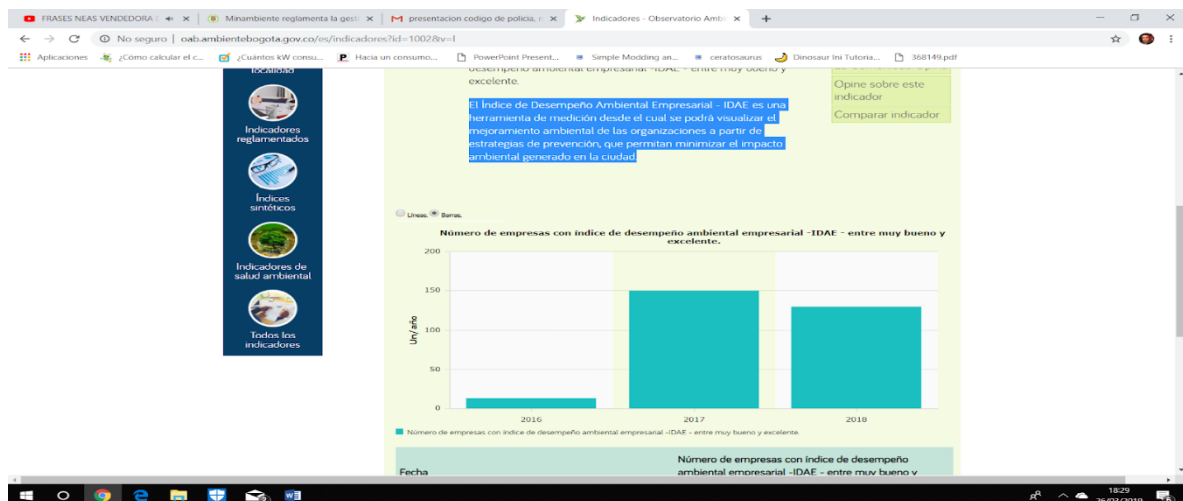 FRASES NEAS VENDEDORA
Minambiente reglamenta la gesti
presentacion codigo de policia, n
Indicadores - Observatorio Ambi
No seguro | oab.ambientebogota.gov.co/es/indicadores?id=1002&v=l
Aplicaciones
¿Cómo calcular el c...
¿Cuántos kW consu...
Hacia un consumo...
PowerPoint Present...
Simple Modding an...
ceratosaurus
Dinosaur Ini Tutoria...
368149.pdf
localidad
Indicadores
reglamentados
Índices
sintéticos
Indicadores de
salud ambiental
Todos los
indicadores
desempeño ambiental empresarial -IDAE - entre muy bueno y
excelente.
El Índice de Desempeño Ambiental Empresarial - IDAE es una
herramienta de medición desde el cual se podrá visualizar el
mejoramiento ambiental de las organizaciones a partir de
estrategias de prevención, que permitan minimizar el impacto
ambiental generado en la ciudad.
Opine sobre este
indicador
Comparar indicador
Líneas. Barras.
Número de empresas con índice de desempeño ambiental empresarial -IDAE - entre muy bueno y
excelente.
Un/año
200
150
100
50
0
2016
2017
2018
Número de empresas con índice de desempeño ambiental empresarial -IDAE - entre muy bueno y excelente.
Fecha
Número de empresas con índice de desempeño
ambiental empresarial -IDAE - entre muy bueno y
18:29
26/03/2019